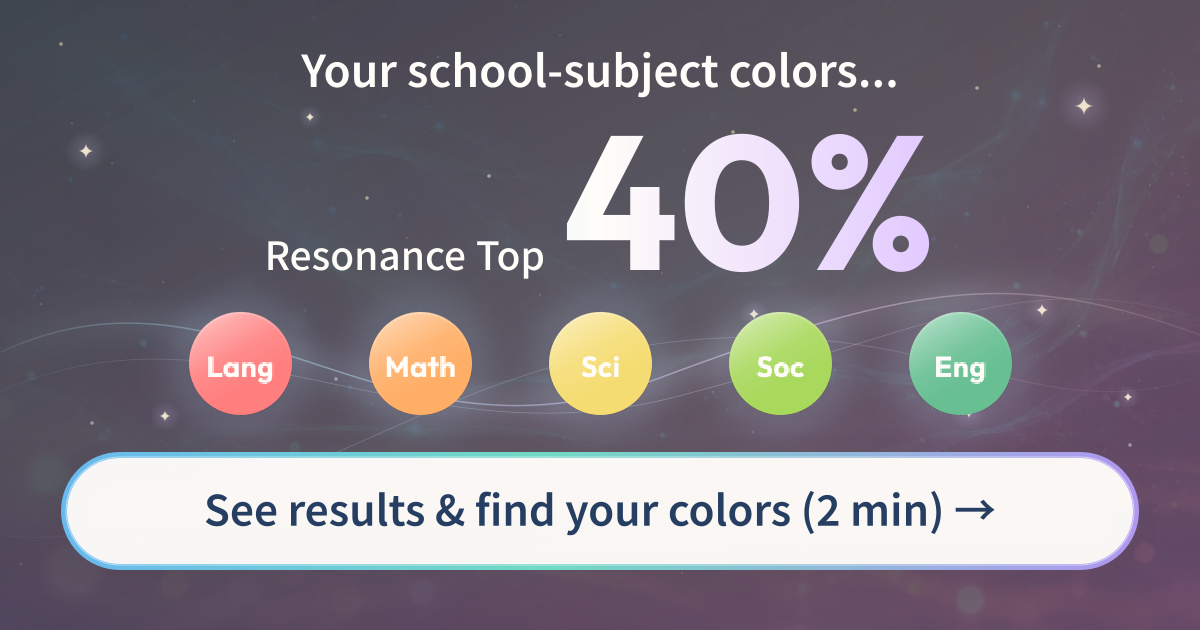 Your school-subject colors...
Resonance Top 40%
Lang Math Sci Soc Eng
See results & find your colors (2 min) →